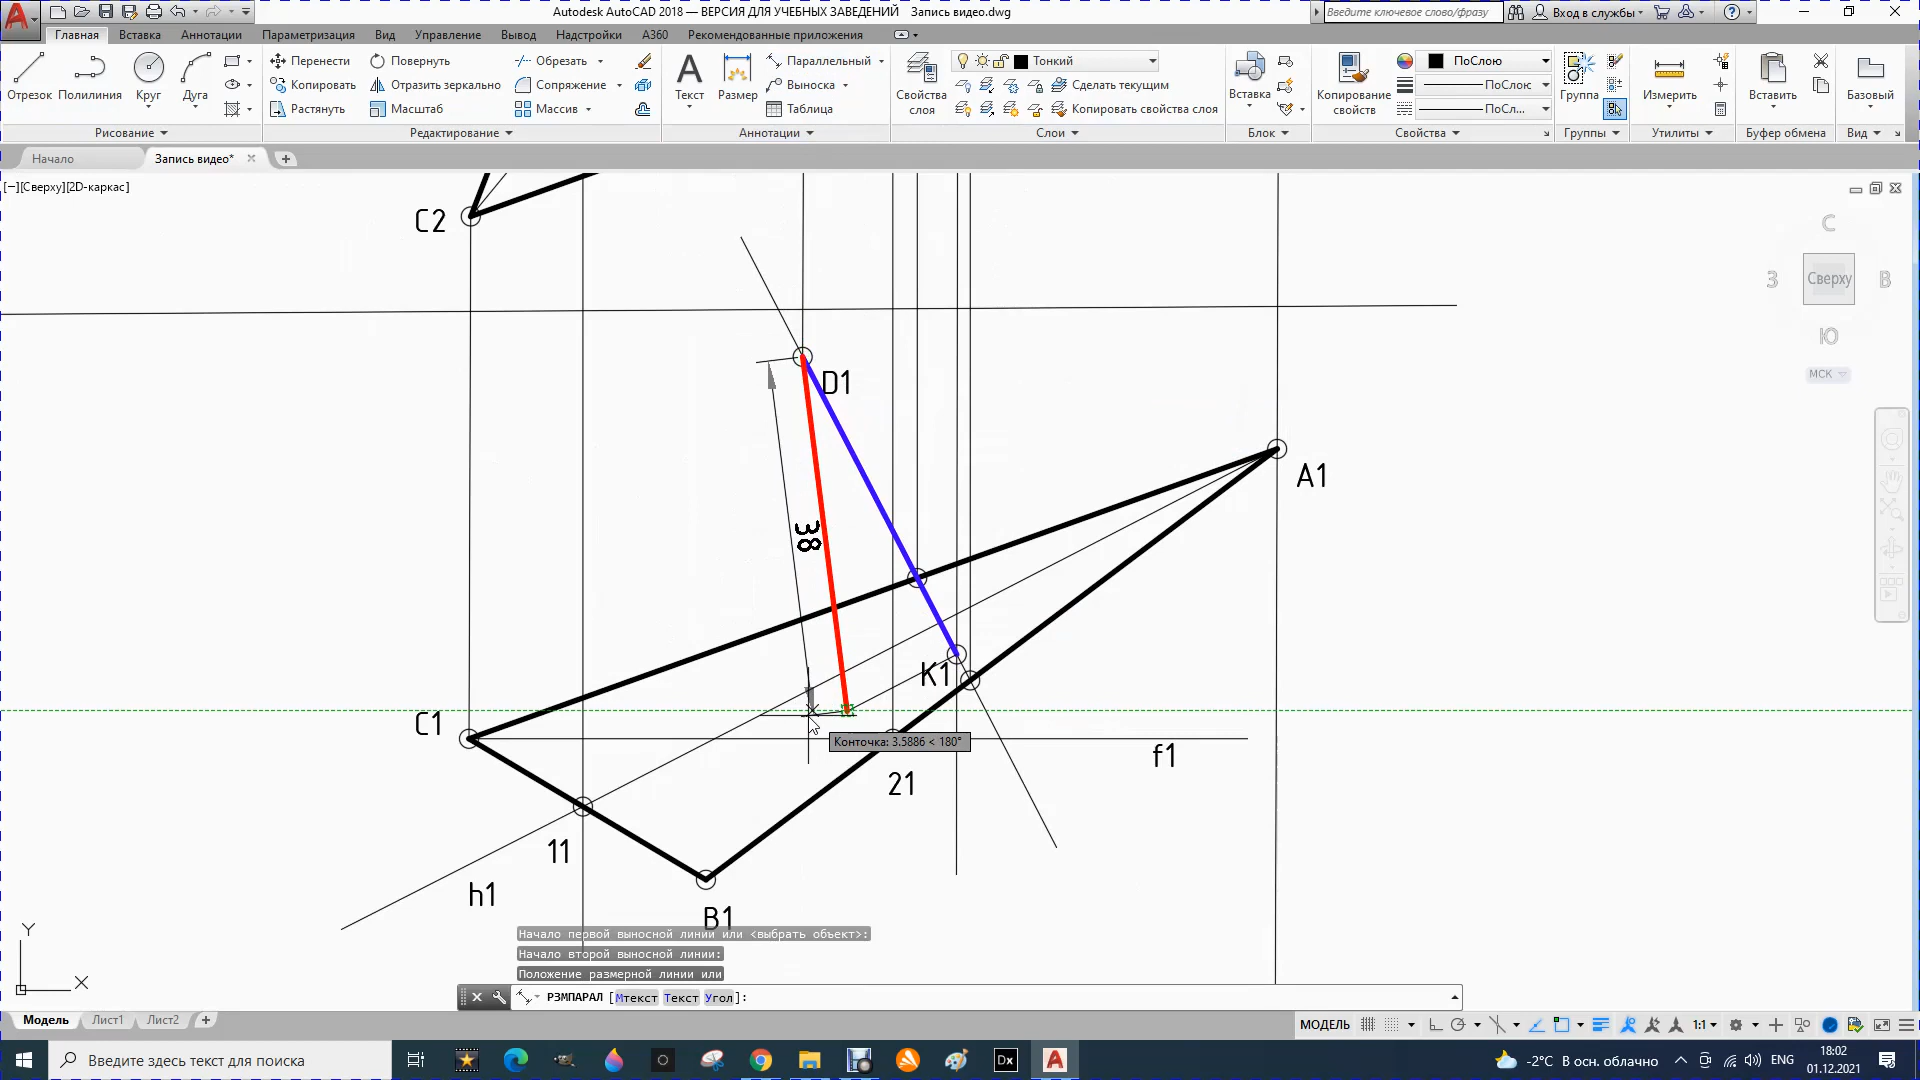 Autodesk AutoCAD 2018 — ВЕРСИЯ ДЛЯ УЧЕБНЫХ ЗАВЕДЕНИЙ Запись видео.dwg
Введите ключевое слово/фразу
Вход в службы
Главная Вставка Аннотации Параметризация Вид Управление Вывод Надстройки A360 Рекомендованные приложения
Отрезок Полилиния Круг Дуга
Перенести Повернуть Обрезать
Копировать Отразить зеркально Сопряжение
Растянуть Масштаб Массив
Текст Размер
Параллельный
Выноска
Таблица
Свойства слоя
Тонкий
Сделать текущим
Копировать свойства слоя
Вставка
Копирование свойств
ПоСлою
ПоСлою
ПоСл...
Группа
Измерить
Вставить
Базовый
Рисование Редактирование Аннотации Слои Блок Свойства Группы Утилиты Буфер обмена Вид
Начало Запись видео*
[−][Сверху][2D-каркас]
С
З Сверху В
Ю
МСК
C2
D1
A1
38
K1
C1
f1
Конточка: 3.5886 < 180°
21
11
h1
B1
Начало первой выносной линии или <выбрать объект>:
Начало второй выносной линии:
Положение размерной линии или
РЗМПАРАЛ [Мтекст Текст Угол]:
Y
X
Модель Лист1 Лист2
МОДЕЛЬ 1:1
Введите здесь текст для поиска
Dx
A
-2°C В осн. облачно
ENG
18:02
01.12.2021